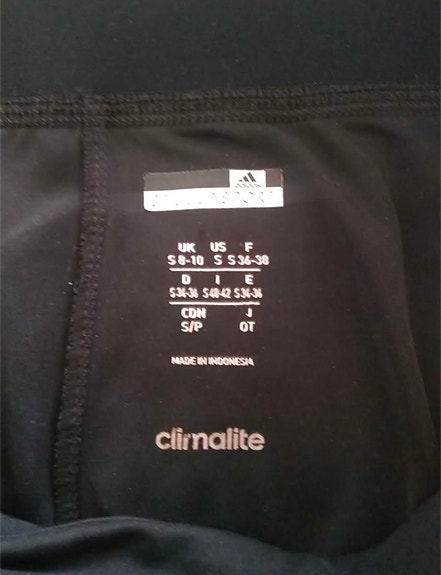 UK US F
S 8-10 S S 36-38
D I E
S 34-36 S 40-42 S 34-36
CDN J
S/P OT
MADE IN INDONESIA
climalite